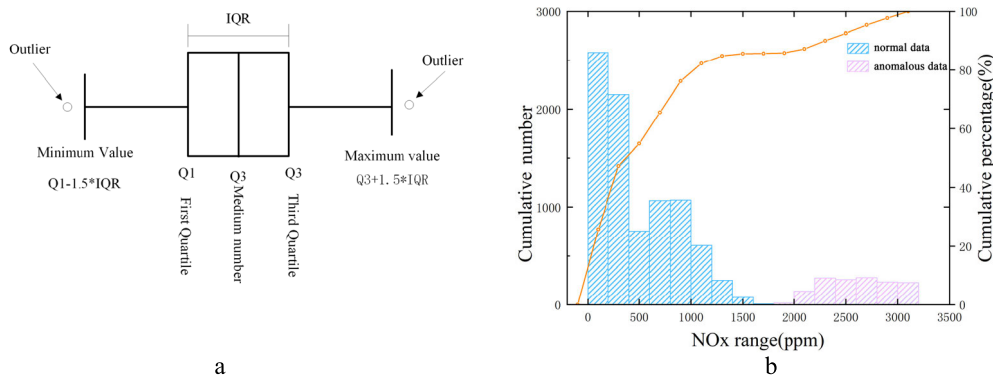 IQR
Outlier
Outlier
Minimum Value
Maximum value
Q1-1.5*IQR
Q3+1.5*IQR
Q1
Q3
Q3
First Quartile
Medium number
Third Quartile
a
3000
2000
1000
0
Cumulative number
normal data
anomalous data
100
80
60
40
20
0
Cumulative percentage(%)
0 500 1000 1500 2000 2500 3000 3500
NOx range(ppm)
b